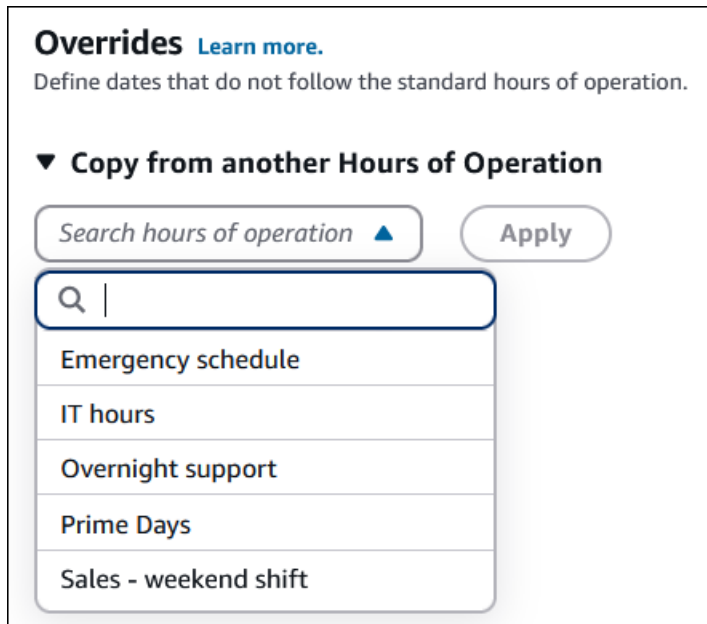 Overrides Learn more.
Define dates that do not follow the standard hours of operation.
Copy from another Hours of Operation
Search hours of operation Apply
Emergency schedule
IT hours
Overnight support
Prime Days
Sales - weekend shift